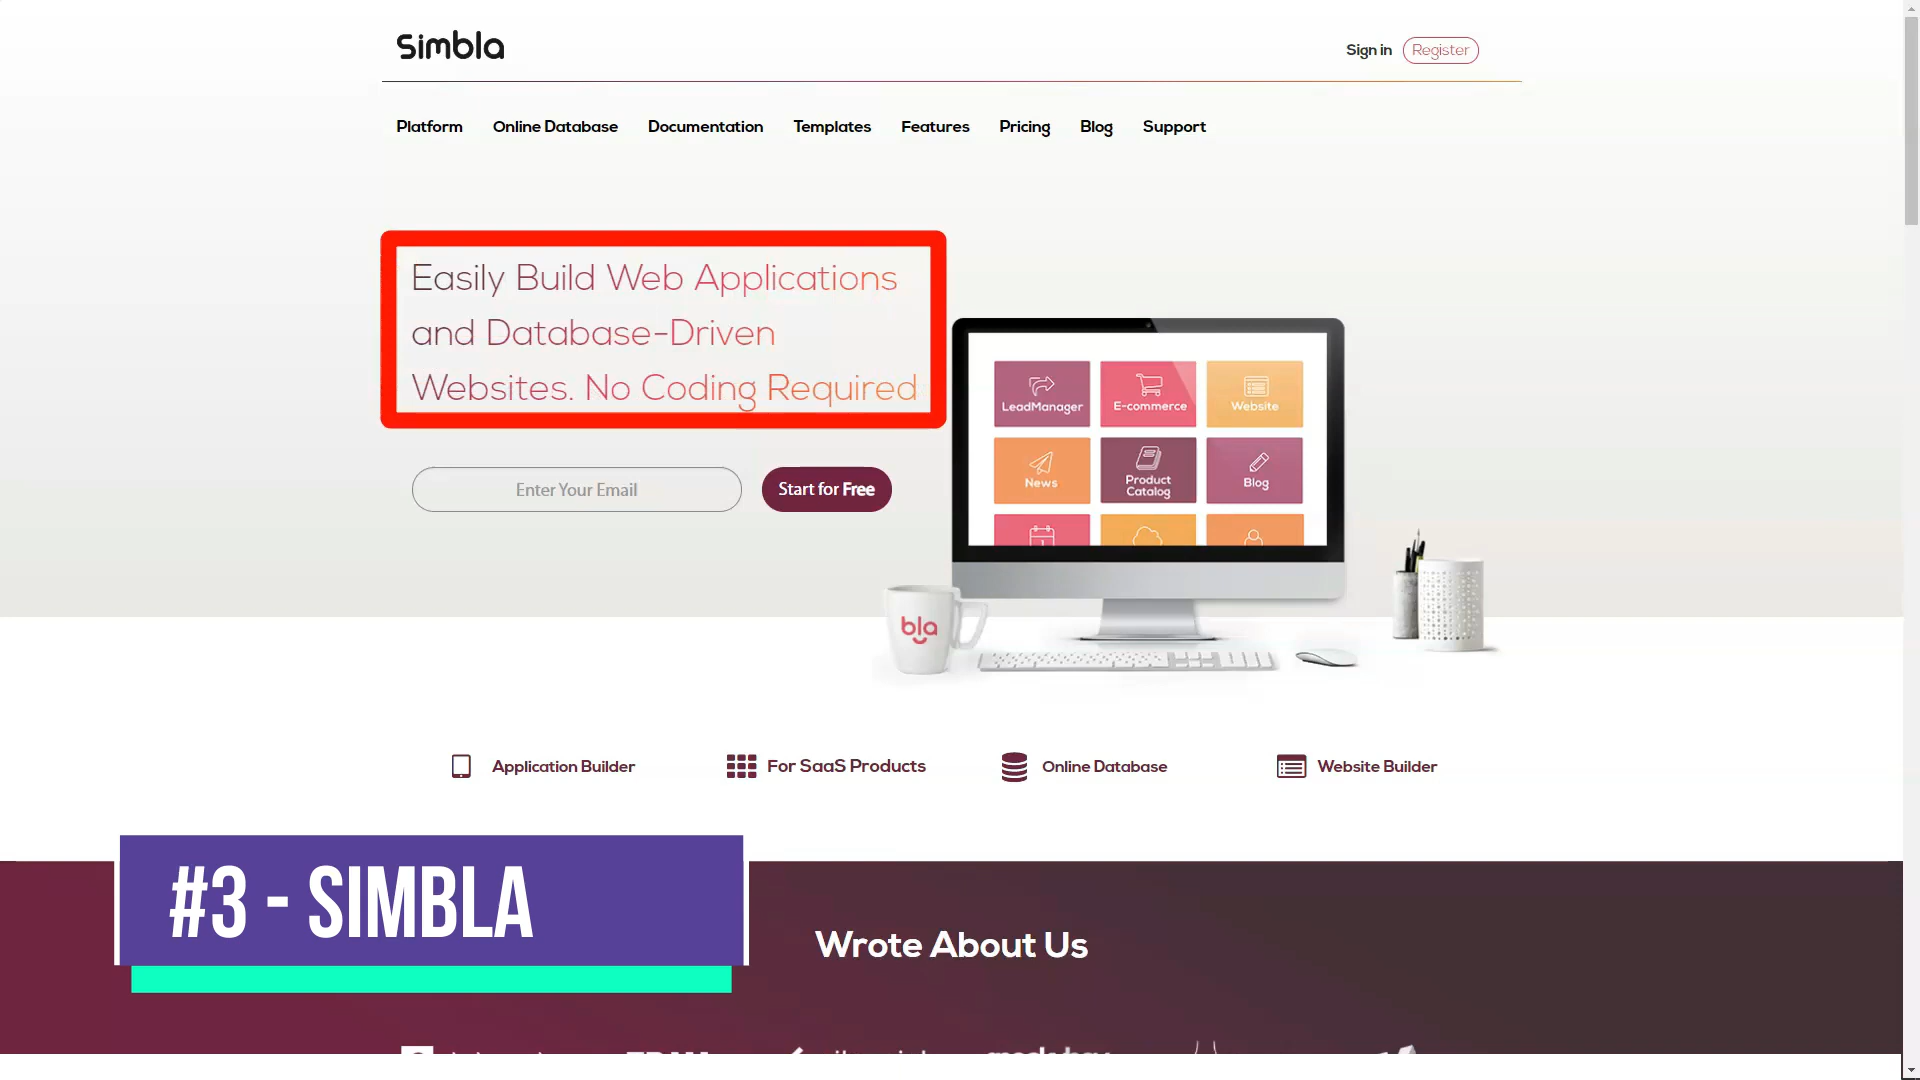 Simbla
Sign in
Register
Platform
Online Database
Documentation
Templates
Features
Pricing
Blog
Support
Easily Build Web Applications
and Database-Driven
Websites. No Coding Required
Enter Your Email
Start for Free
LeadManager
E-commerce
Website
News
Product
Catalog
Blog
bla
Application Builder
For SaaS Products
Online Database
Website Builder
#3 - SIMBLA
Wrote About Us